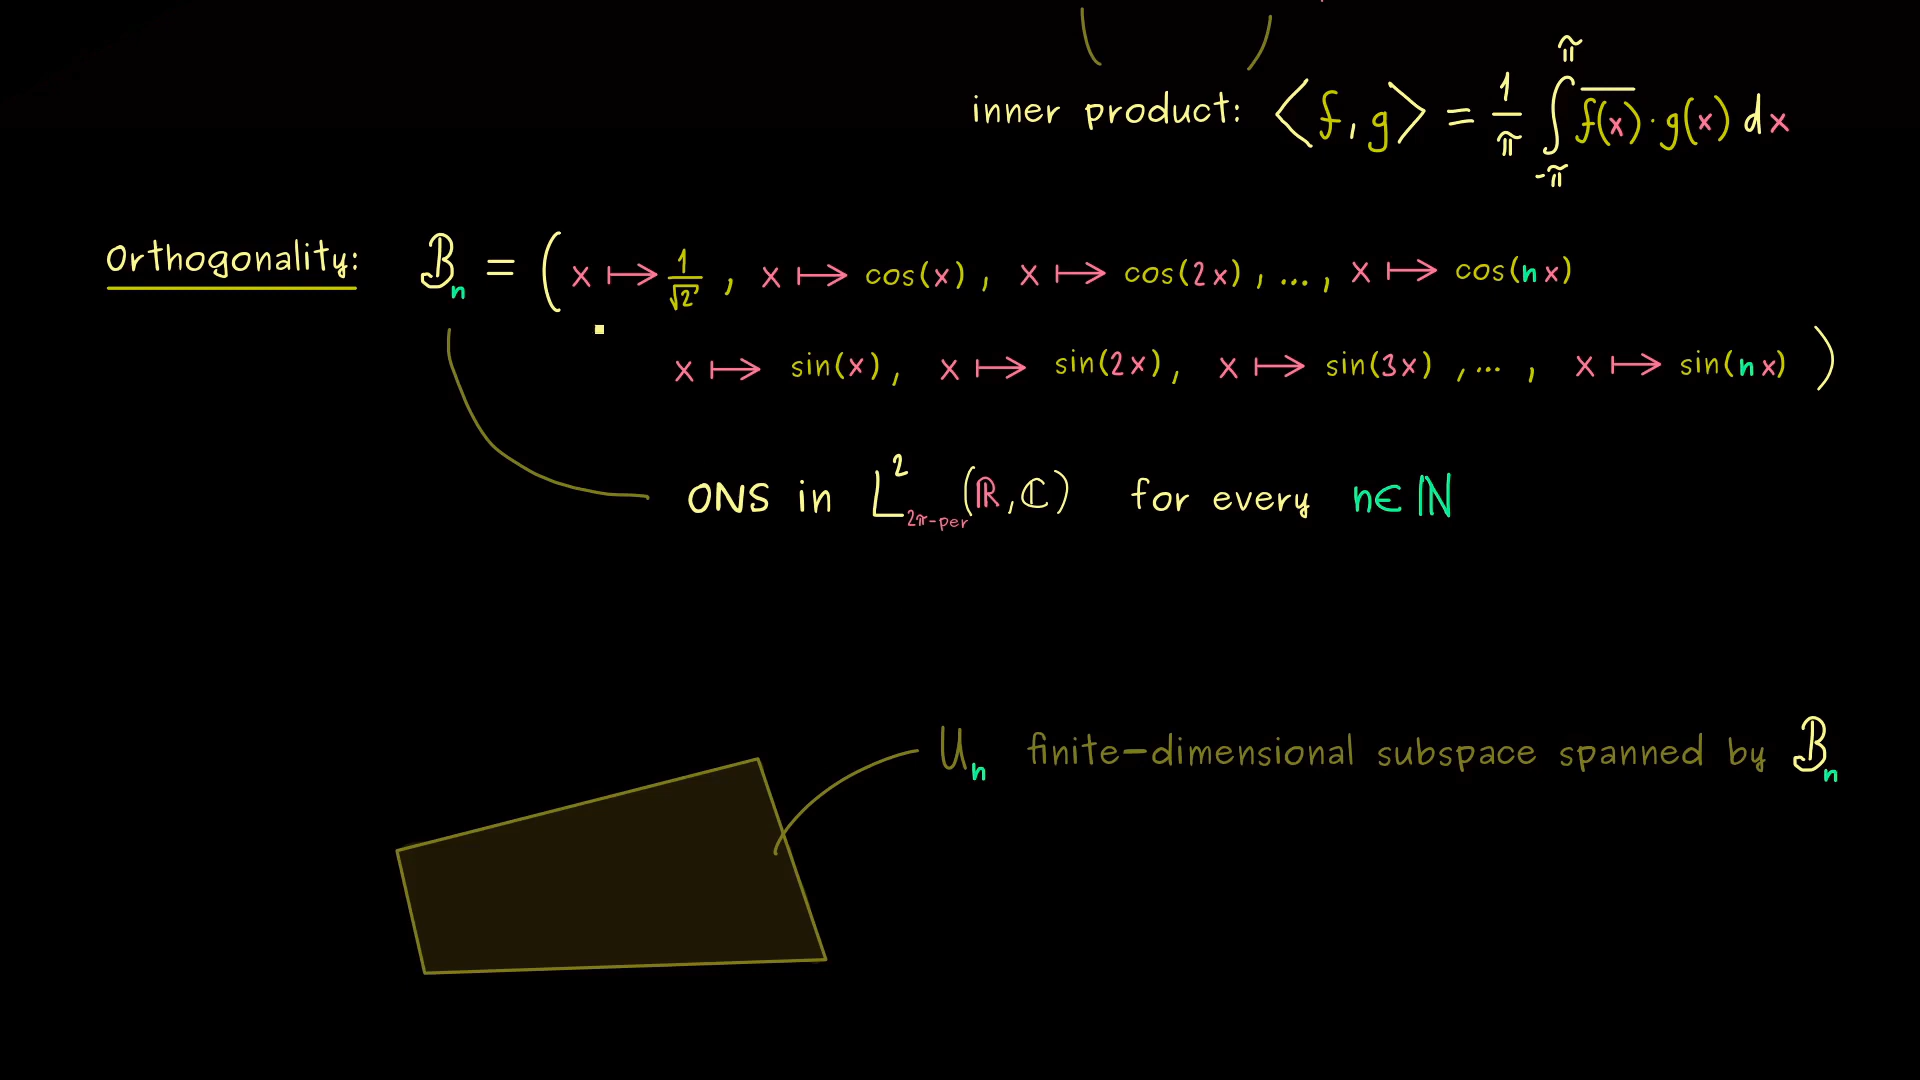 inner product: ⟨f, g⟩ = 1/π ∫_{-π}^{π} \overline{f(x)} · g(x) dx
Orthogonality: 𝓑_n = ( x ↦ 1/√2 , x ↦ cos(x) , x ↦ cos(2x) , ... , x ↦ cos(nx)
x ↦ sin(x) , x ↦ sin(2x) , x ↦ sin(3x) , ... , x ↦ sin(nx) )
ONS in L²_{2π-per}(ℝ, ℂ) for every n∈ℕ
U_n finite-dimensional subspace spanned by 𝓑_n